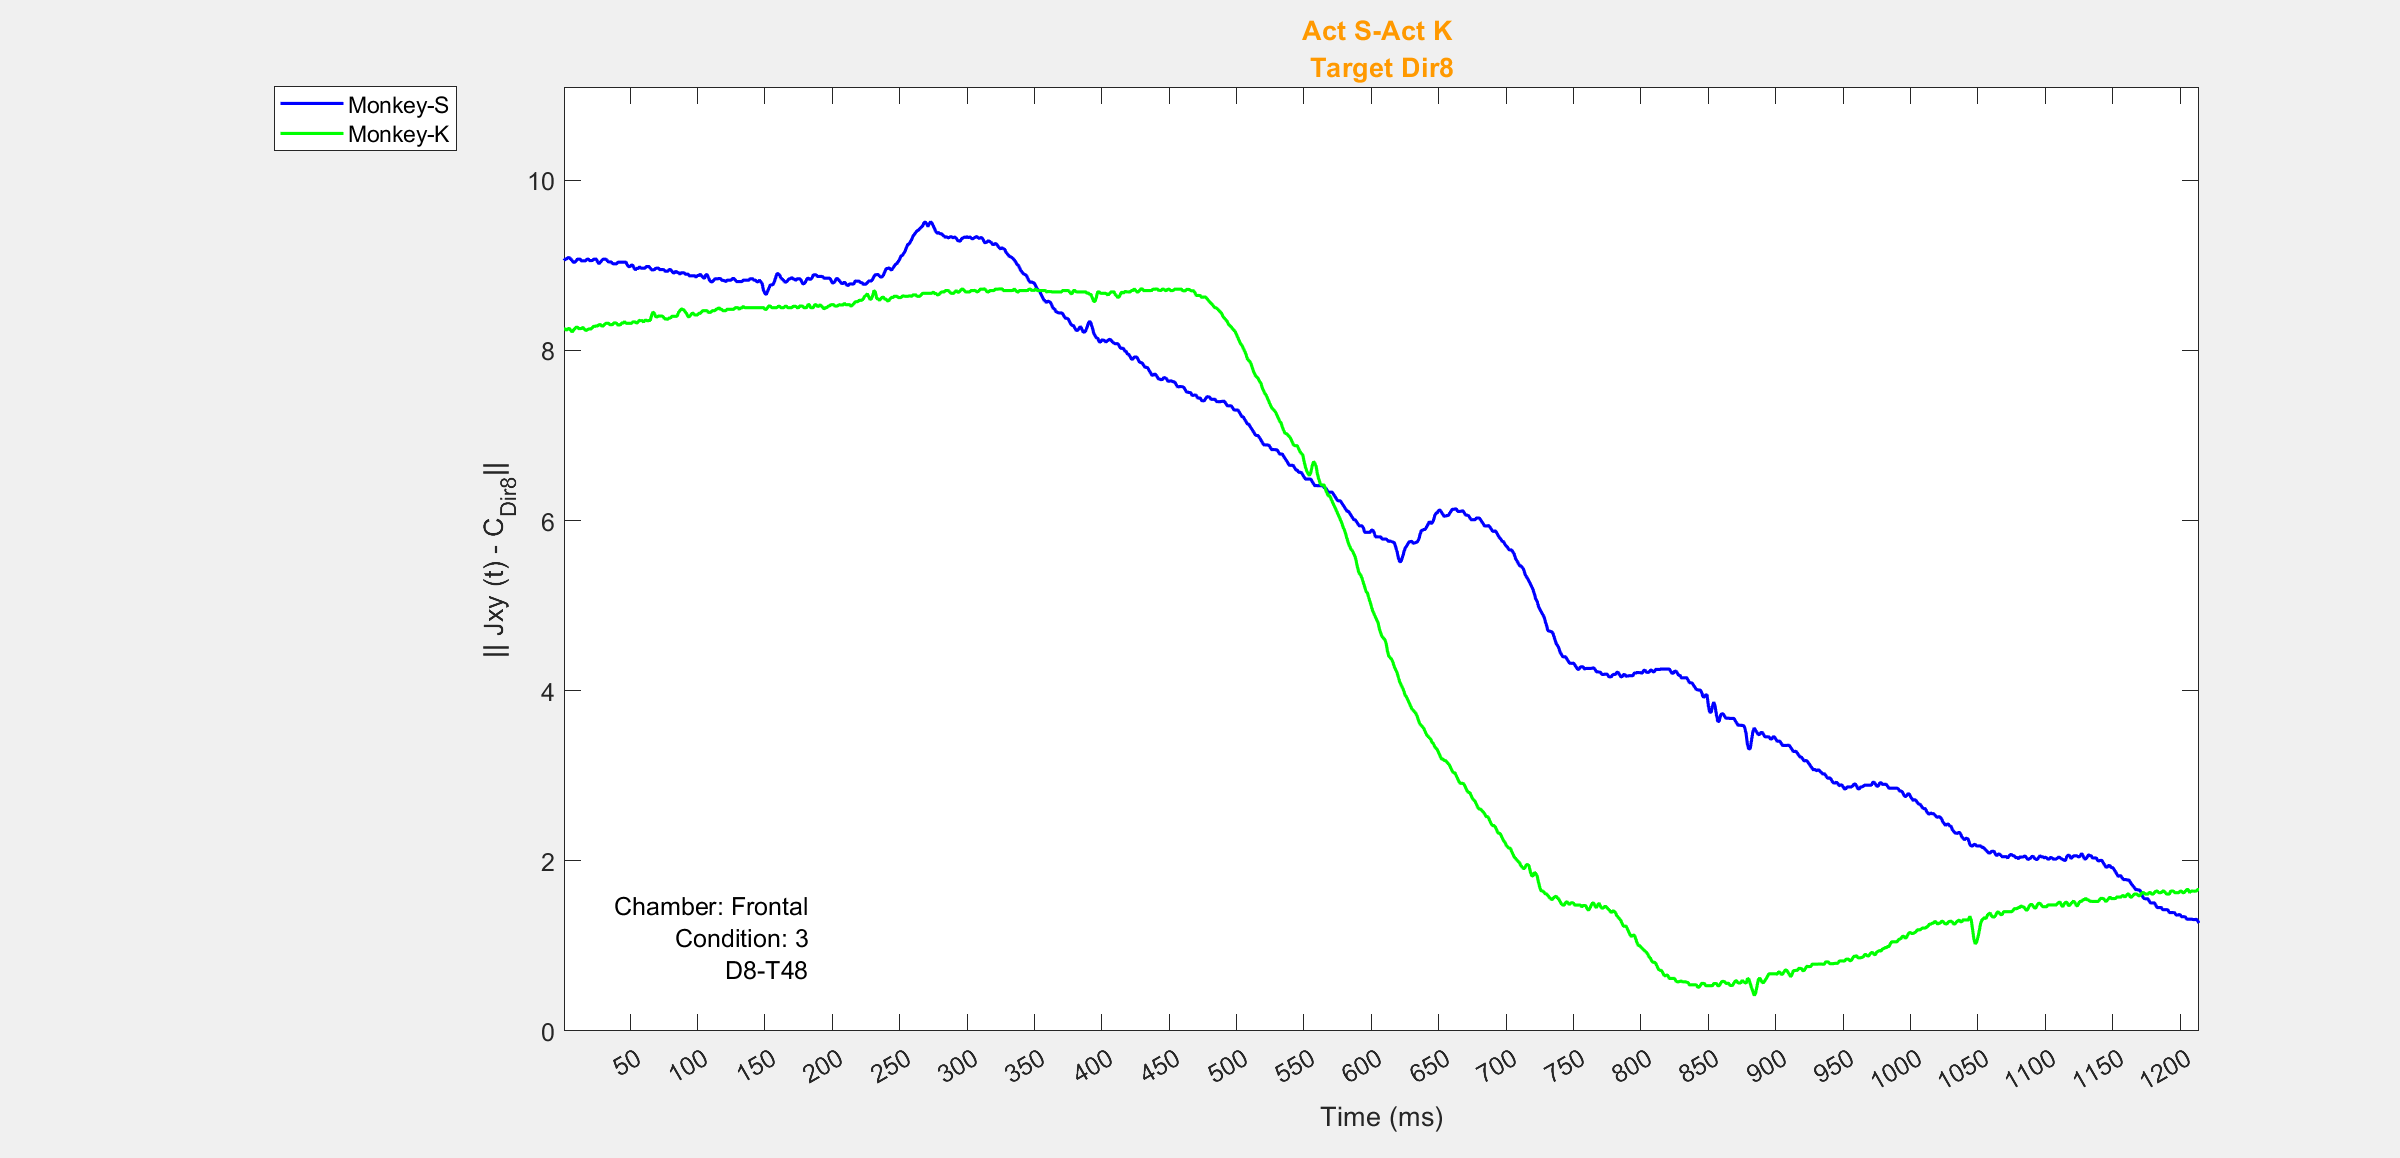 Act S-Act K
Target Dir8
Monkey-S
Monkey-K
10
8
6
4
2
0
|| Jxy (t) - C_Dir8||
Chamber: Frontal
Condition: 3
D8-T48
50 100 150 200 250 300 350 400 450 500 550 600 650 700 750 800 850 900 950 1000 1050 1100 1150 1200
Time (ms)